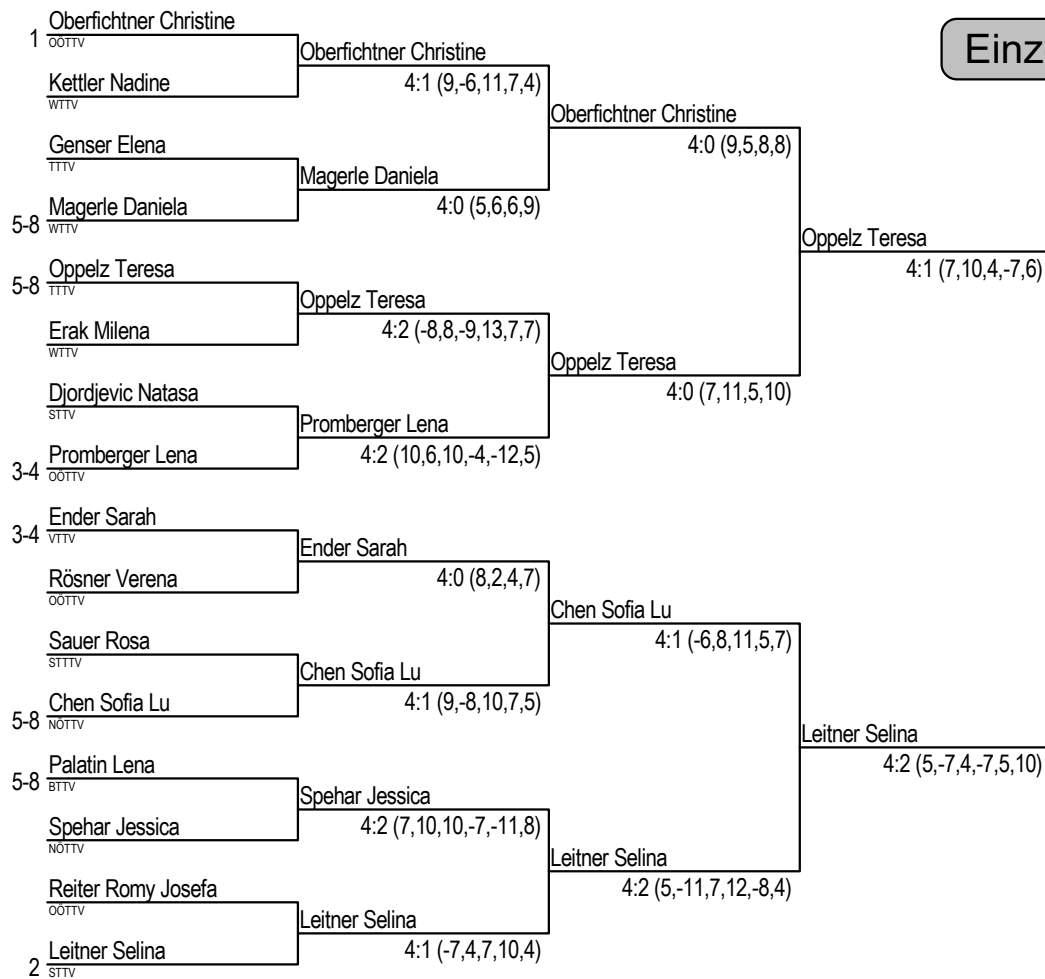 Einz
1 Oberfichtner Christine
OÖTTV
Kettler Nadine
WTTV
Genser Elena
TTTV
5-8 Magerle Daniela
WTTV
5-8 Oppelz Teresa
TTTV
Erak Milena
WTTV
Djordjevic Natasa
STTV
3-4 Promberger Lena
OÖTTV
3-4 Ender Sarah
VTTV
Rösner Verena
OÖTTV
Sauer Rosa
STTTV
5-8 Chen Sofia Lu
NÖTTV
5-8 Palatin Lena
BTTV
Spehar Jessica
NÖTTV
Reiter Romy Josefa
OÖTTV
2 Leitner Selina
STTV
Oberfichtner Christine
4:1 (9,-6,11,7,4)
Magerle Daniela
4:0 (5,6,6,9)
Oppelz Teresa
4:2 (-8,8,-9,13,7,7)
Promberger Lena
4:2 (10,6,10,-4,-12,5)
Ender Sarah
4:0 (8,2,4,7)
Chen Sofia Lu
4:1 (9,-8,10,7,5)
Spehar Jessica
4:2 (7,10,10,-7,-11,8)
Leitner Selina
4:1 (-7,4,7,10,4)
Oberfichtner Christine
4:0 (9,5,8,8)
Oppelz Teresa
4:0 (7,11,5,10)
Chen Sofia Lu
4:1 (-6,8,11,5,7)
Leitner Selina
4:2 (5,-11,7,12,-8,4)
Oppelz Teresa
4:1 (7,10,4,-7,6)
Leitner Selina
4:2 (5,-7,4,-7,5,10)